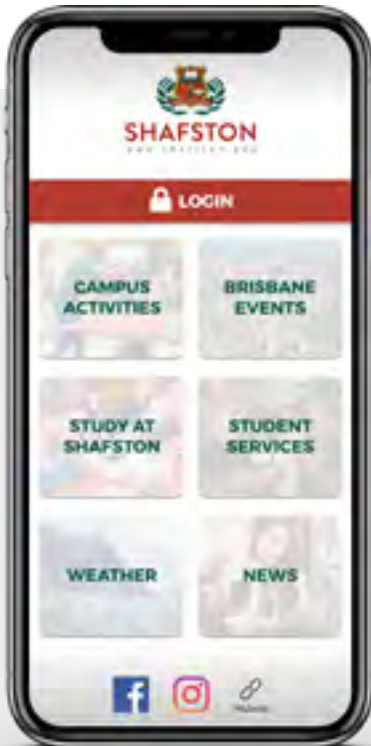 SHAFSTON
LOGIN
CAMPUS
ACTIVITIES
BRISBANE
EVENTS
STUDY AT
SHAFSTON
STUDENT
SERVICES
WEATHER
NEWS